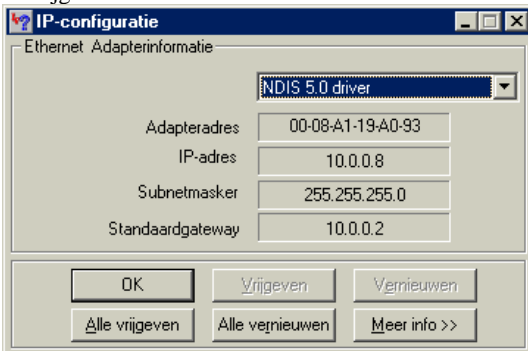 IP-configuratie
Ethernet Adapterinformatie
NDIS 5.0 driver
Adapteradres 00-08-A1-19-A0-93
IP-adres 10.0.0.8
Subnetmasker 255.255.255.0
Standaardgateway 10.0.0.2
OK Vrijgeven Vernieuwen
Alle vrijgeven Alle vernieuwen Meer info >>